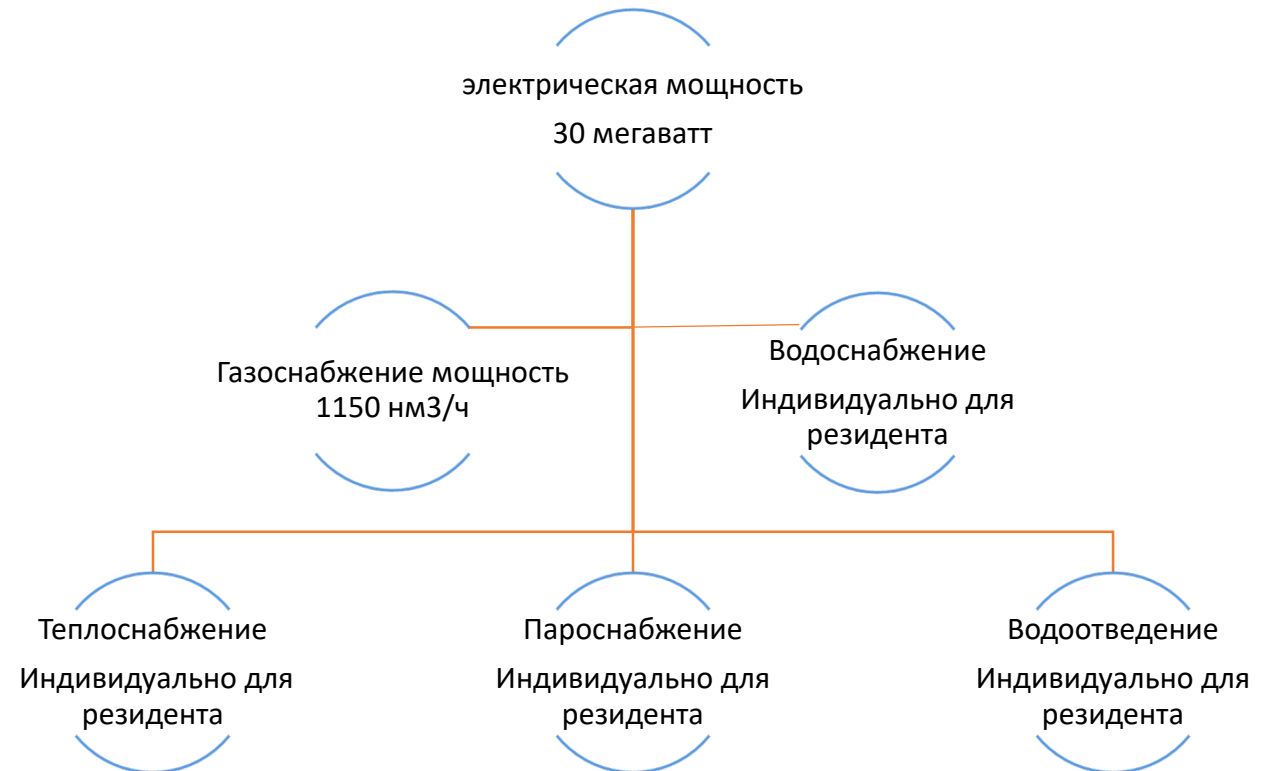 электрическая мощность
30 мегаватт
Газоснабжение мощность
1150 нм3/ч
Водоснабжение
Индивидуально для
резидента
Теплоснабжение
Индивидуально для
резидента
Пароснабжение
Индивидуально для
резидента
Водоотведение
Индивидуально для
резидента